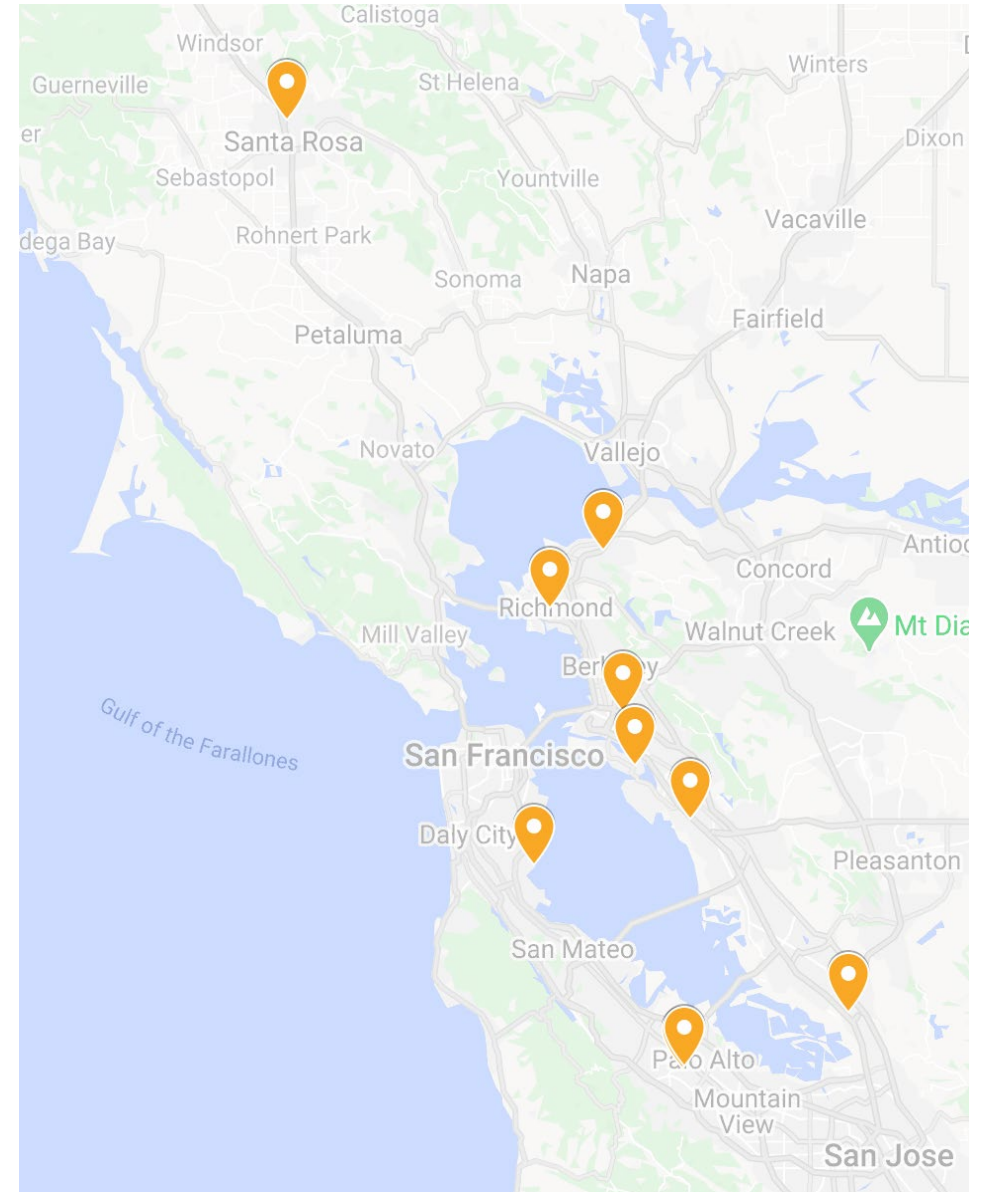 Calistoga
Windsor
Guerneville
St Helena
Winters
er
Santa Rosa
Dixon
Sebastopol
Yountville
Vacaville
dega Bay
Rohnert Park
Sonoma
Napa
Fairfield
Petaluma
Novato
Vallejo
Antioc
Concord
Richmond
Mill Valley
Walnut Creek
Mt Dia
Gulf of the Farallones
San Francisco
Daly City
Pleasanton
San Mateo
Mountain
View
San Jose